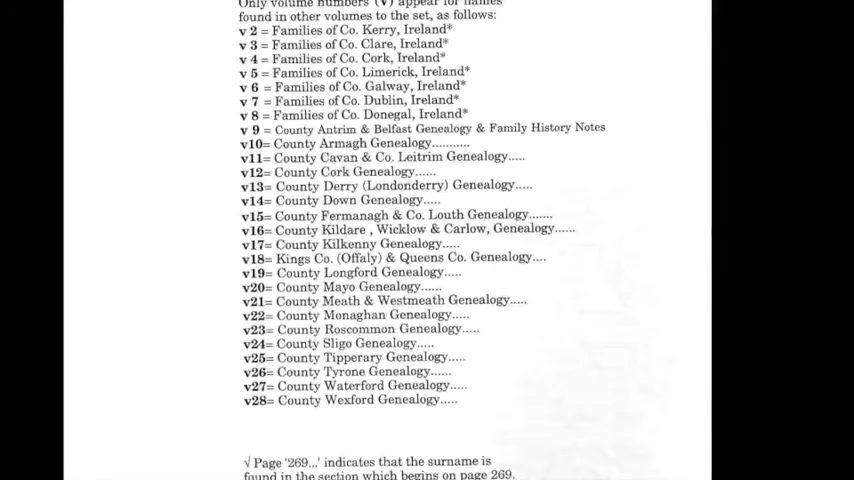 Only volume numbers (V) appear for names
found in other volumes to the set, as follows:
v 2 = Families of Co. Kerry, Ireland*
v 3 = Families of Co. Clare, Ireland*
v 4 = Families of Co. Cork, Ireland*
v 5 = Families of Co. Limerick, Ireland*
v 6 = Families of Co. Galway, Ireland*
v 7 = Families of Co. Dublin, Ireland*
v 8 = Families of Co. Donegal, Ireland*
v 9 = County Antrim & Belfast Genealogy & Family History Notes
v10= County Armagh Genealogy...........
v11= County Cavan & Co. Leitrim Genealogy.....
v12= County Cork Genealogy......
v13= County Derry (Londonderry) Genealogy.....
v14= County Down Genealogy.....
v15= County Fermanagh & Co. Louth Genealogy.......
v16= County Kildare , Wicklow & Carlow, Genealogy......
v17= County Kilkenny Genealogy.....
v18= Kings Co. (Offaly) & Queens Co. Genealogy....
v19= County Longford Genealogy.....
v20= County Mayo Genealogy......
v21= County Meath & Westmeath Genealogy.....
v22= County Monaghan Genealogy.....
v23= County Roscommon Genealogy.....
v24= County Sligo Genealogy.....
v25= County Tipperary Genealogy.....
v26= County Tyrone Genealogy......
v27= County Waterford Genealogy.....
v28= County Wexford Genealogy.....
√ Page '269...' indicates that the surname is
found in the section which begins on page 269.